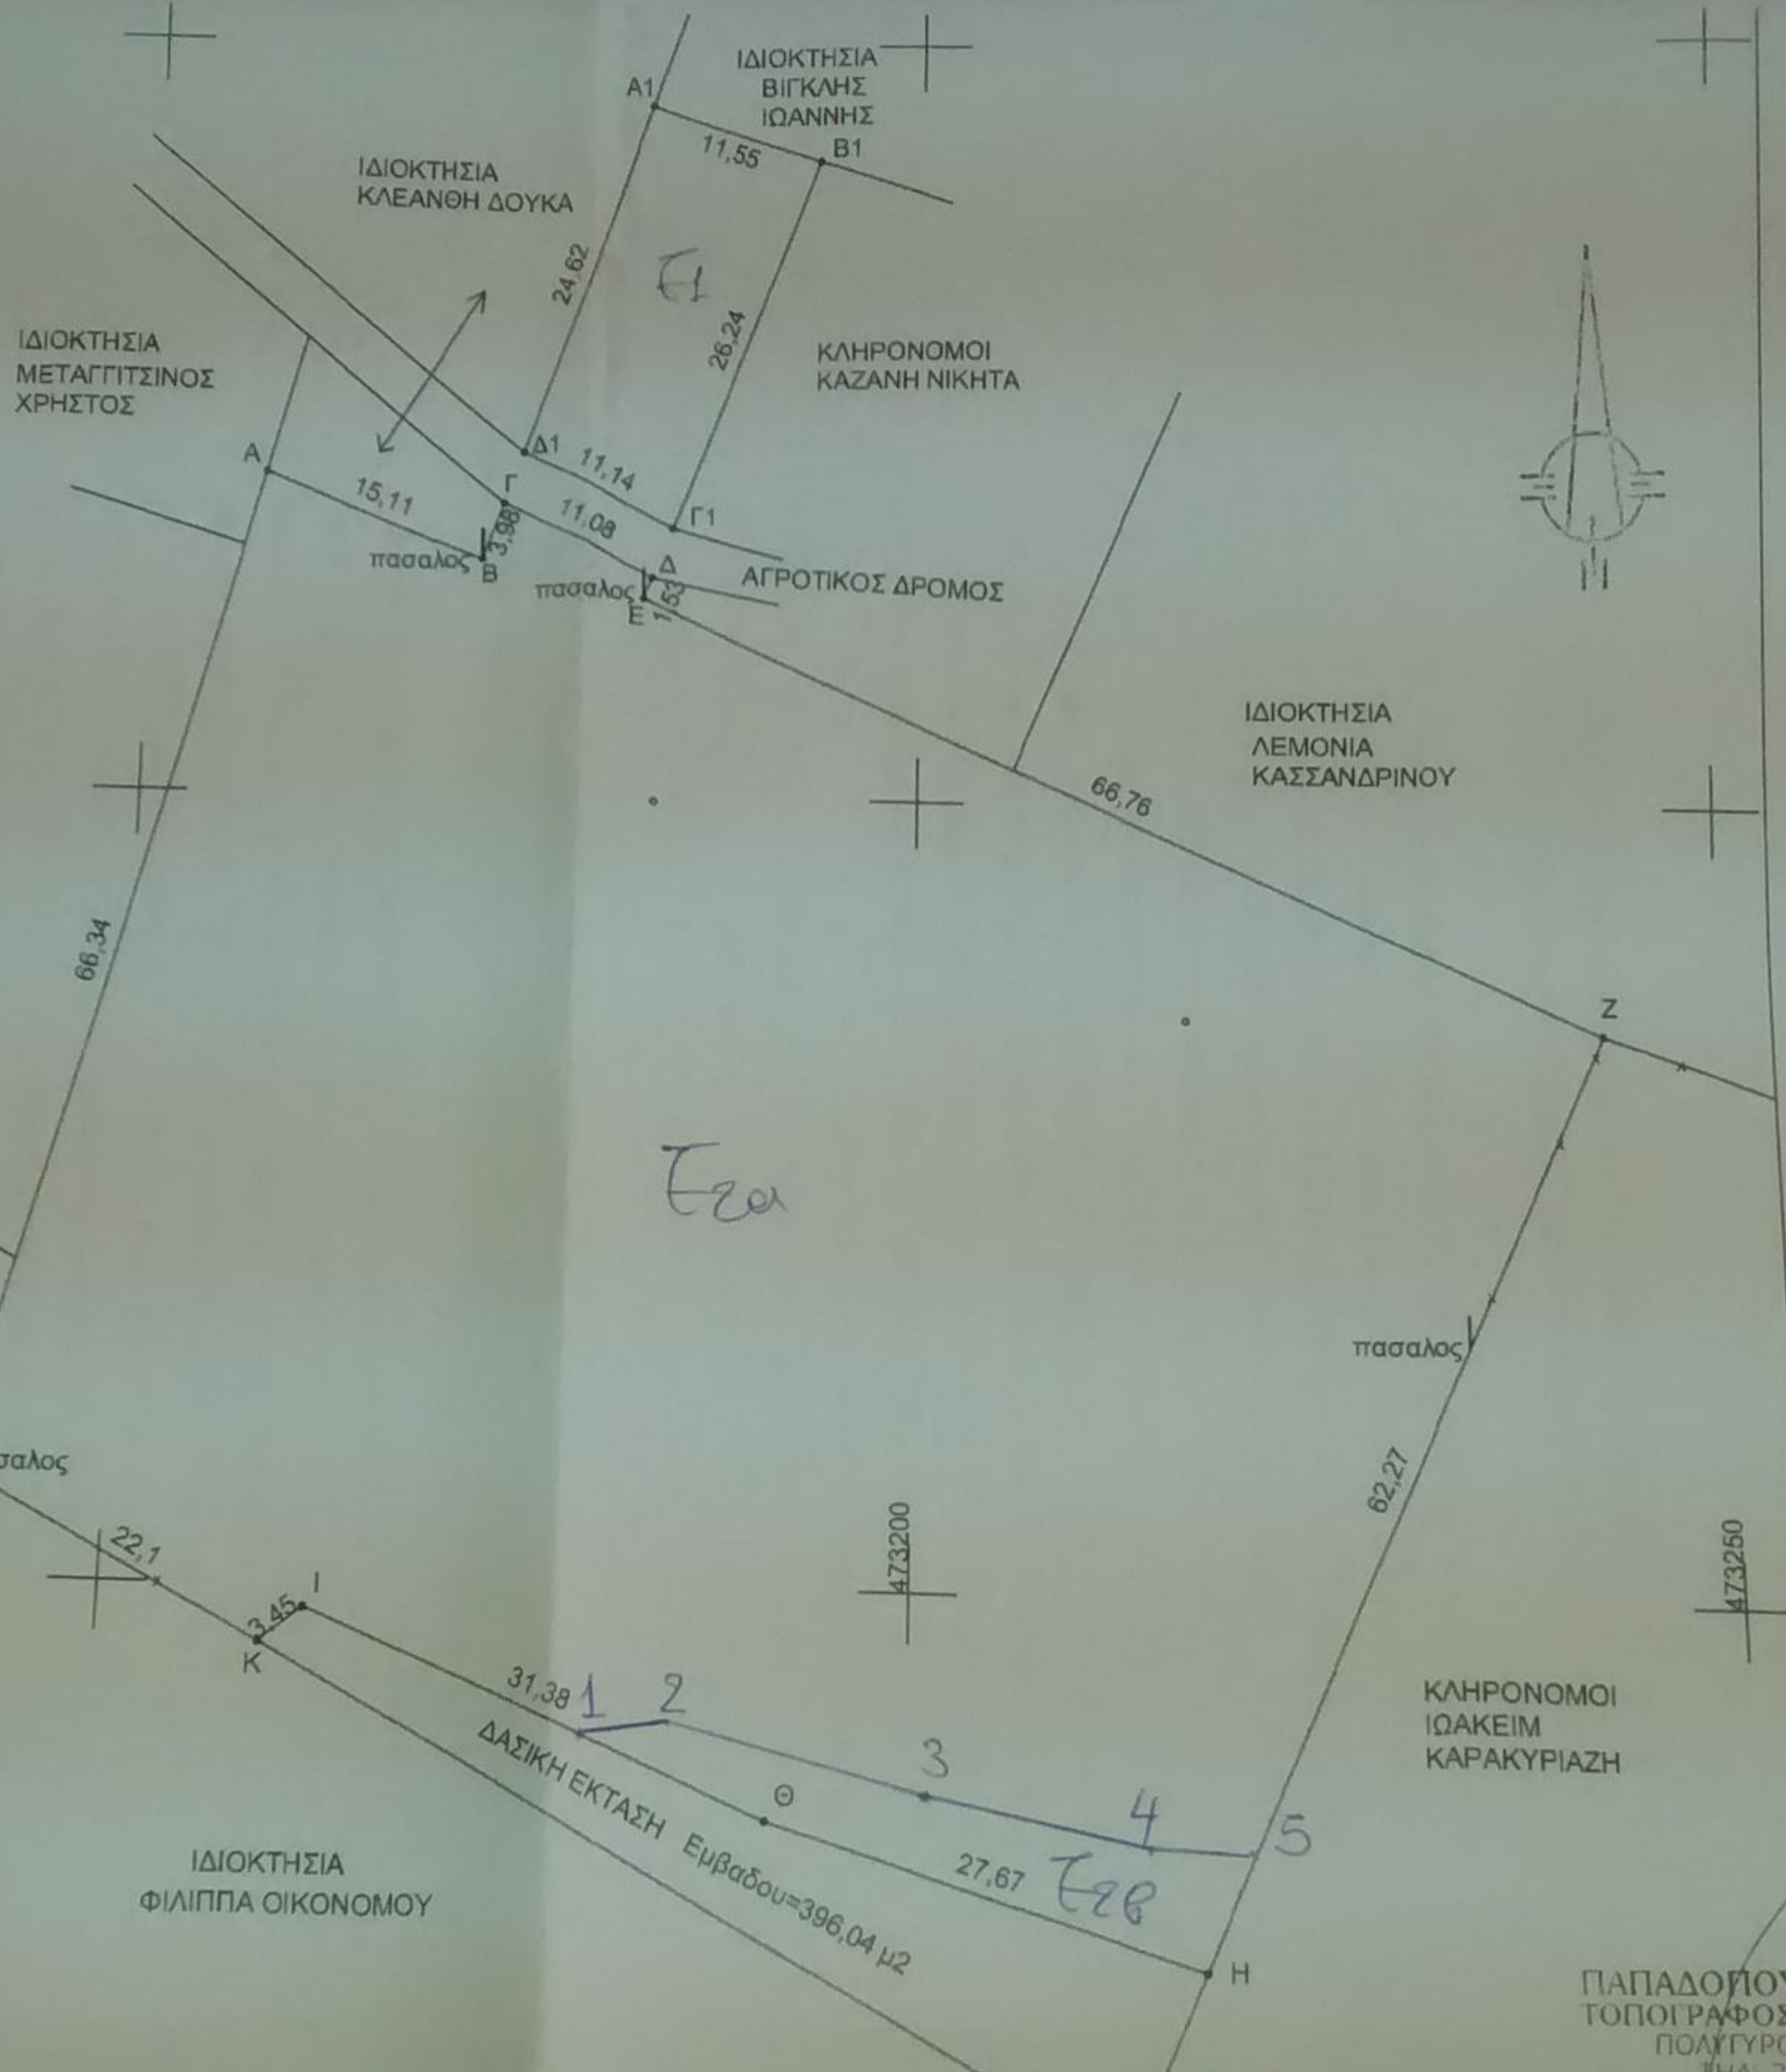 ΙΔΙΟΚΤΗΣΙΑ
ΒΙΓΚΛΗΣ
ΙΩΑΝΝΗΣ
Α1
11,55
Β1
ΙΔΙΟΚΤΗΣΙΑ
ΚΛΕΑΝΘΗ ΔΟΥΚΑ
24,62
Ε1
26,24
ΙΔΙΟΚΤΗΣΙΑ
ΜΕΤΑΓΓΙΤΣΙΝΟΣ
ΧΡΗΣΤΟΣ
ΚΛΗΡΟΝΟΜΟΙ
ΚΑΖΑΝΗ ΝΙΚΗΤΑ
Α
Δ1
11,14
15,11
Γ
11,08
Γ1
3,98
πασαλος
Β
Δ
ΑΓΡΟΤΙΚΟΣ ΔΡΟΜΟΣ
πασαλος
Ε
1,53
ΙΔΙΟΚΤΗΣΙΑ
ΛΕΜΟΝΙΑ
ΚΑΣΣΑΝΔΡΙΝΟΥ
66,76
66,34
Ζ
Ε2α
πασαλος
62,27
σαλος
22,1
Ι
3,45
Κ
473200
473250
31,38
1
2
3
4
5
Θ
ΔΑΣΙΚΗ ΕΚΤΑΣΗ Εμβαδου=396,04 μ2
27,67
Ε2β
Η
ΚΛΗΡΟΝΟΜΟΙ
ΙΩΑΚΕΙΜ
ΚΑΡΑΚΥΡΙΑΖΗ
ΙΔΙΟΚΤΗΣΙΑ
ΦΙΛΙΠΠΑ ΟΙΚΟΝΟΜΟΥ
ΠΑΠΑΔΟΠΟΥ
ΤΟΠΟΓΡΑΦΟΣ
ΠΟΛΥΓΥΡΟ